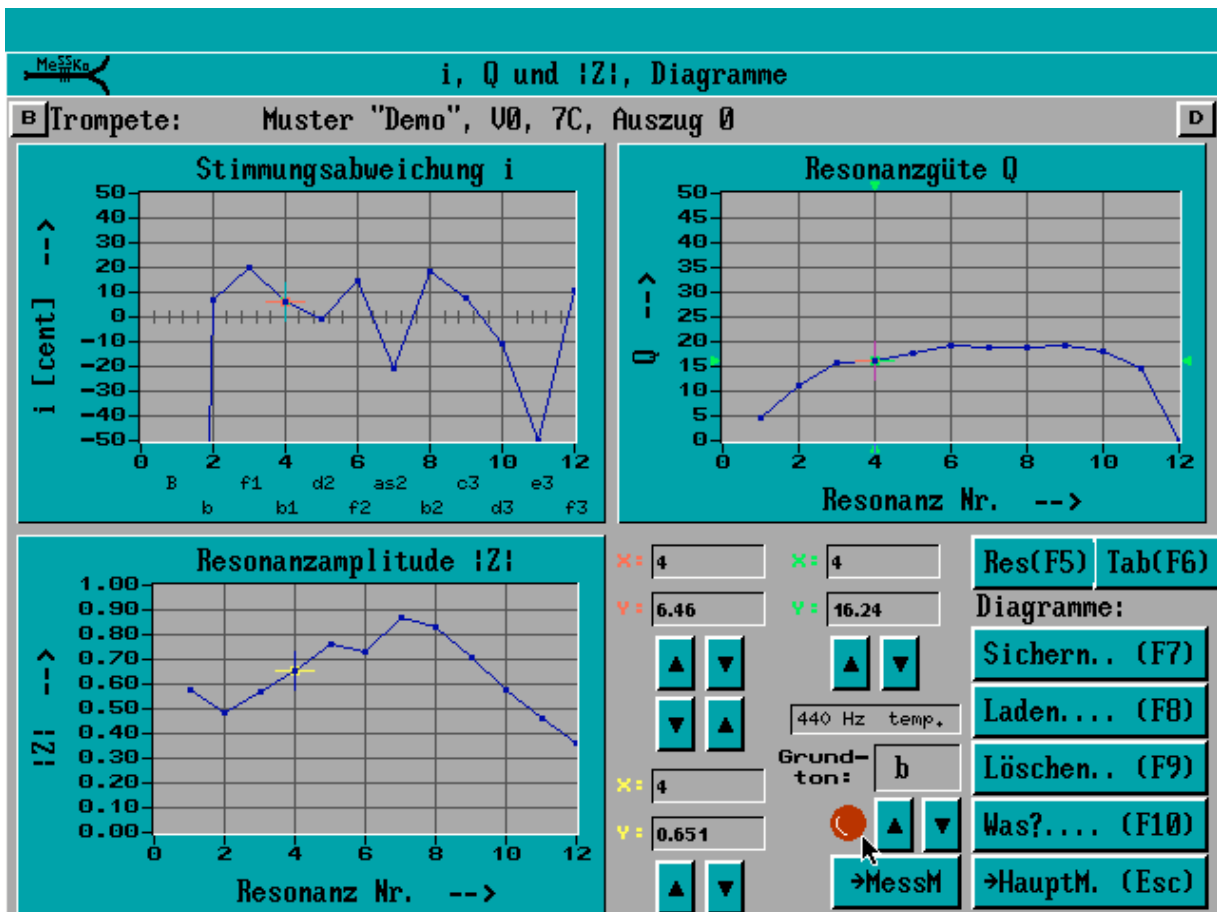 MeSSKo
i, Q und |Z|, Diagramme
B Trompete: Muster "Demo", V0, 7C, Auszug 0 D
Stimmungsabweichung i
i [cent] -->
50
40
30
20
10
0
-10
-20
-30
-40
-50
0 2 4 6 8 10 12
B f1 d2 as2 c3 e3
b b1 f2 b2 d3 f3
Resonanzgüte Q
Q -->
50
45
40
35
30
25
20
15
10
5
0
0 2 4 6 8 10 12
Resonanz Nr. -->
Resonanzamplitude |Z|
|Z| -->
1.00
0.90
0.80
0.70
0.60
0.50
0.40
0.30
0.20
0.10
0.00
0 2 4 6 8 10 12
Resonanz Nr. -->
X: 4
Y: 6.46
X: 4
Y: 16.24
440 Hz temp.
Grund-
ton: b
X: 4
Y: 0.651
→MessM
Res(F5) Tab(F6)
Diagramme:
Sichern.. (F7)
Laden.... (F8)
Löschen.. (F9)
Was?.... (F10)
→HauptM. (Esc)